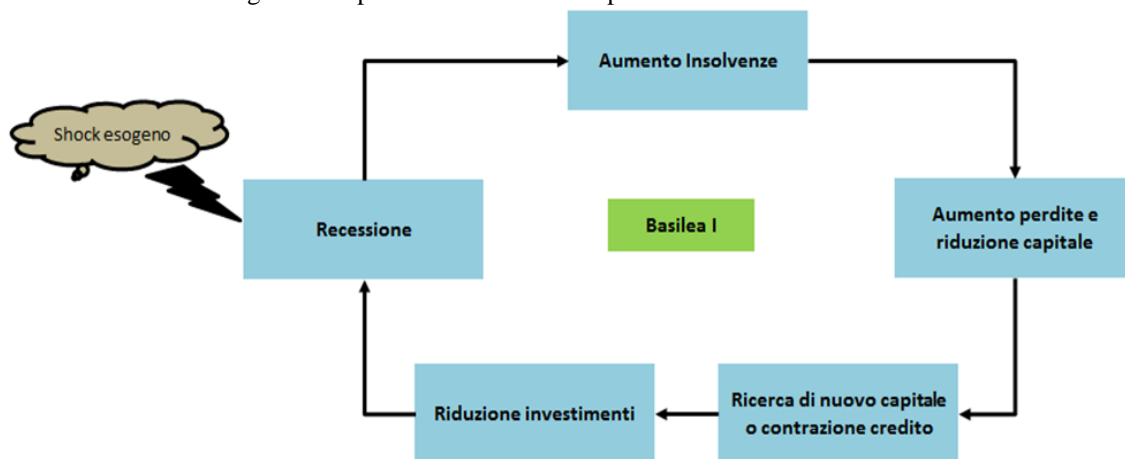 Aumento Insolvenze
Shock esogeno
Recessione
Basilea I
Aumento perdite e
riduzione capitale
Riduzione investimenti
Ricerca di nuovo capitale
o contrazione credito